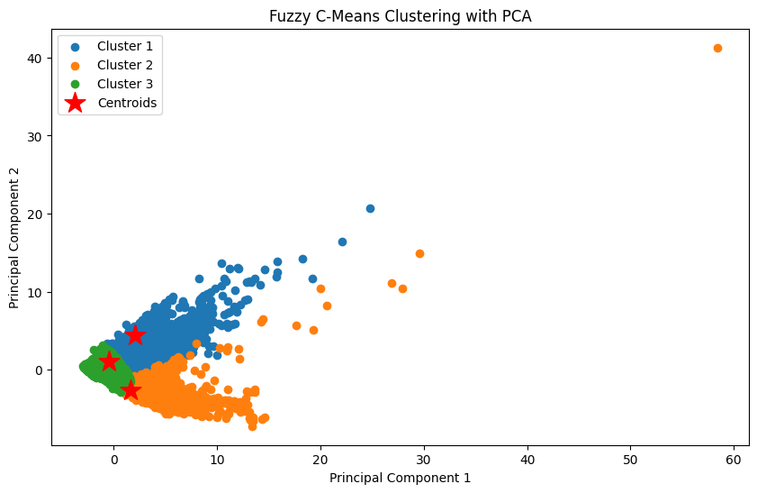 Fuzzy C-Means Clustering with PCA
Cluster 1
Cluster 2
Cluster 3
Centroids
Principal Component 2
40
30
20
10
0
0 10 20 30 40 50 60
Principal Component 1